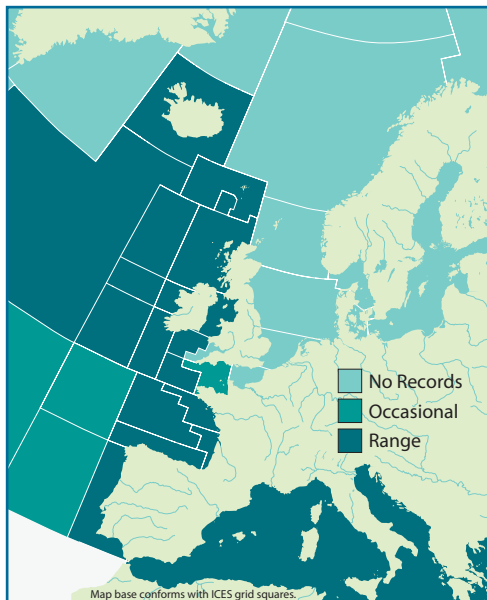 No Records
Occasional
Range
Map base conforms with ICES grid squares.